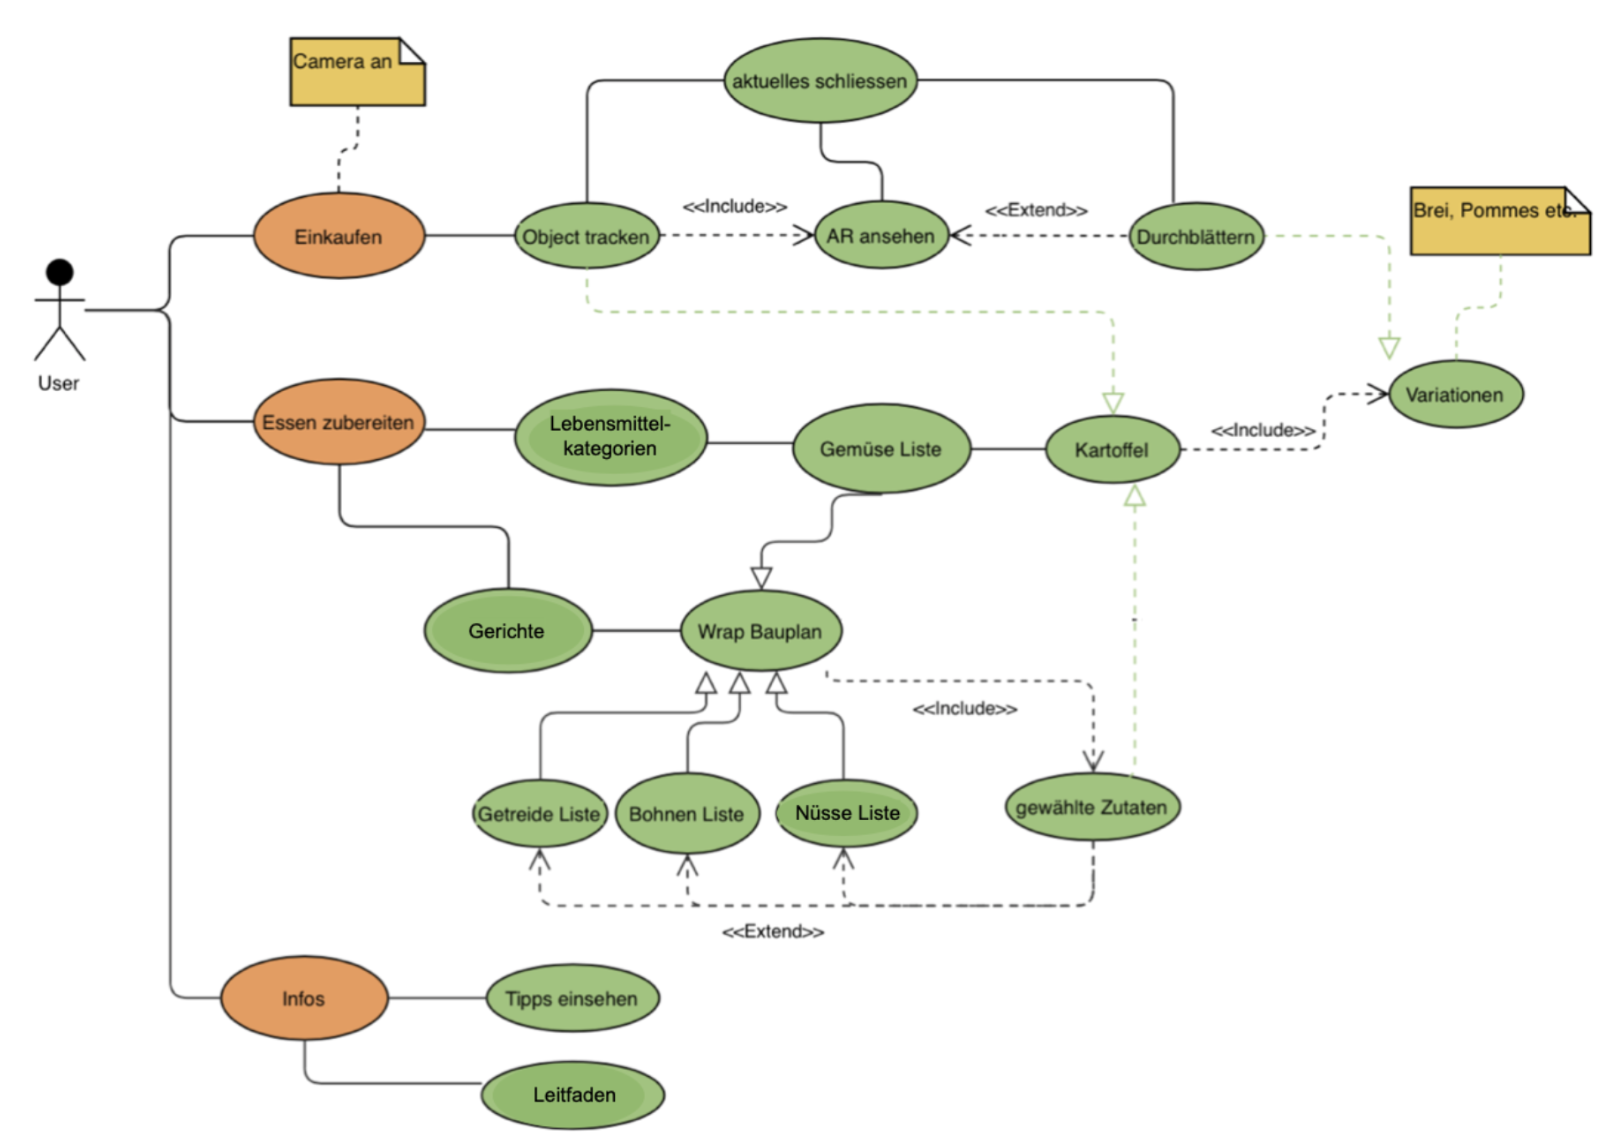 Camera an
aktuelles schliessen
<<Include>>
<<Extend>>
Brei, Pommes etc.
Einkaufen
Object tracken
AR ansehen
Durchblättern
User
Essen zubereiten
Lebensmittel-
kategorien
Gemüse Liste
Kartoffel
<<Include>>
Variationen
Gerichte
Wrap Bauplan
<<Include>>
Getreide Liste
Bohnen Liste
Nüsse Liste
gewählte Zutaten
<<Extend>>
Infos
Tipps einsehen
Leitfaden